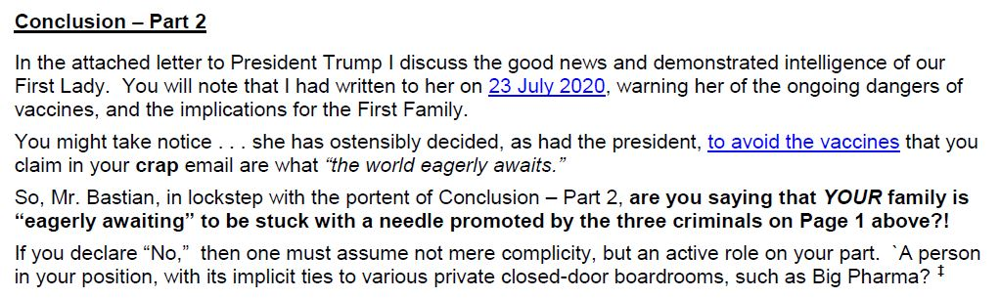 Conclusion – Part 2
In the attached letter to President Trump I discuss the good news and demonstrated intelligence of our
First Lady.  You will note that I had written to her on 23 July 2020, warning her of the ongoing dangers of
vaccines, and the implications for the First Family.
You might take notice . . . she has ostensibly decided, as had the president, to avoid the vaccines that you
claim in your crap email are what “the world eagerly awaits.”
So, Mr. Bastian, in lockstep with the portent of Conclusion – Part 2, are you saying that YOUR family is
“eagerly awaiting” to be stuck with a needle promoted by the three criminals on Page 1 above?!
If you declare “No,”  then one must assume not mere complicity, but an active role on your part.  `A person
in your position, with its implicit ties to various private closed-door boardrooms, such as Big Pharma? ‡